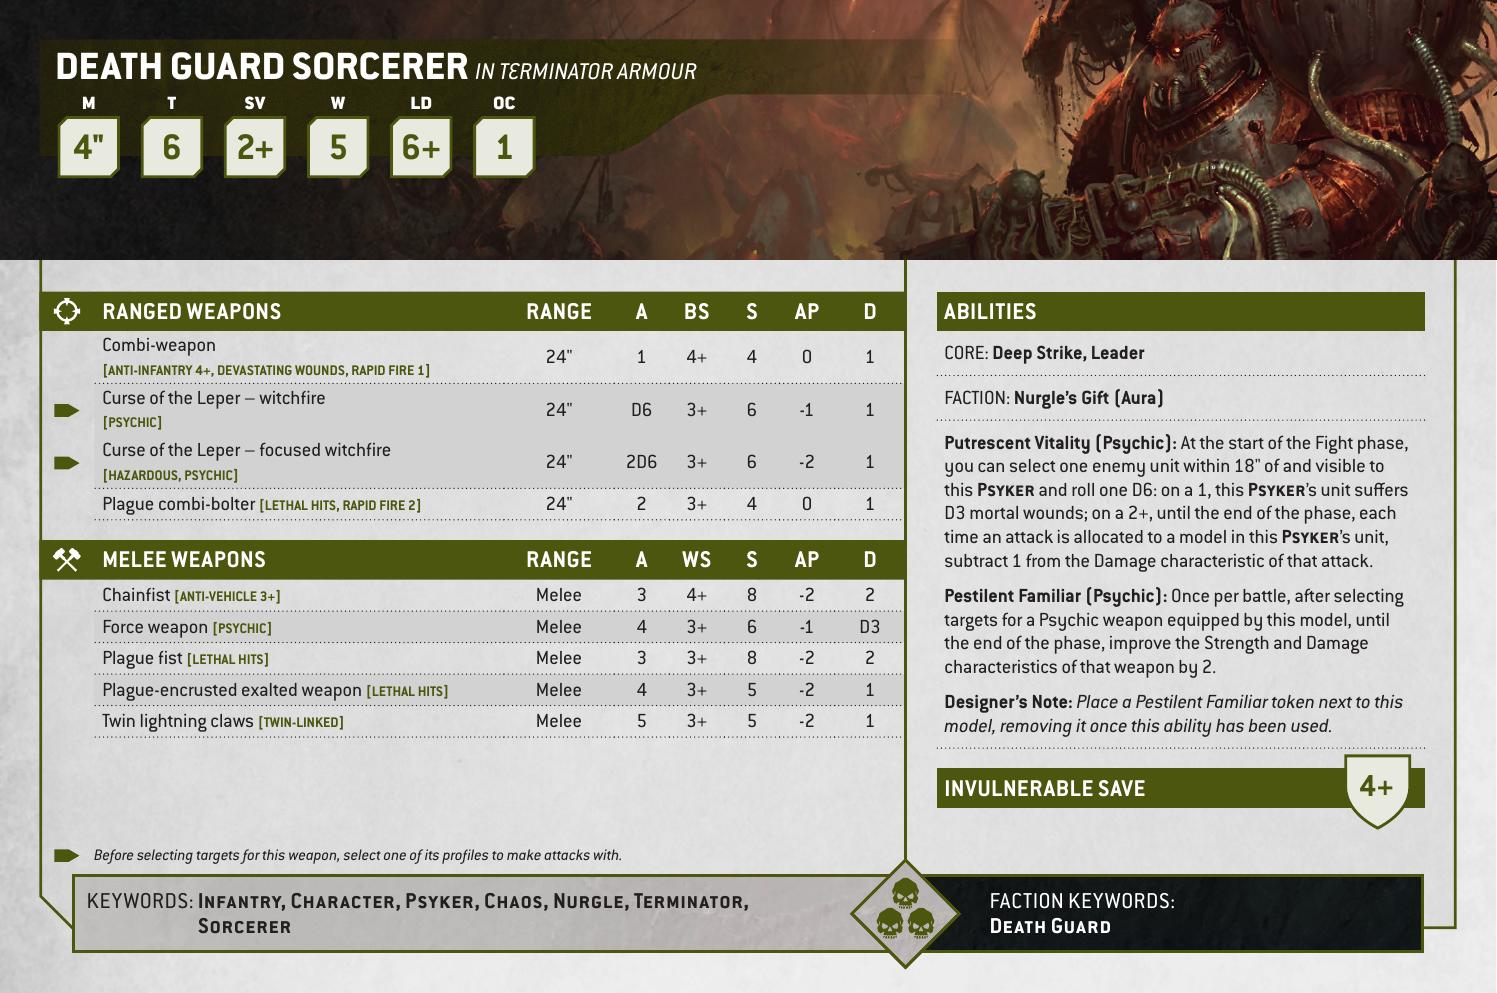 DEATH GUARD SORCERER IN TERMINATOR ARMOUR
M T SV W LD OC
4" 6 2+ 5 6+ 1
RANGED WEAPONS RANGE A BS S AP D
Combi-weapon
[ANTI-INFANTRY 4+, DEVASTATING WOUNDS, RAPID FIRE 1] 24" 1 4+ 4 0 1
Curse of the Leper – witchfire
[PSYCHIC] 24" D6 3+ 6 -1 1
Curse of the Leper – focused witchfire
[HAZARDOUS, PSYCHIC] 24" 2D6 3+ 6 -2 1
Plague combi-bolter [LETHAL HITS, RAPID FIRE 2] 24" 2 3+ 4 0 1
MELEE WEAPONS RANGE A WS S AP D
Chainfist [ANTI-VEHICLE 3+] Melee 3 4+ 8 -2 2
Force weapon [PSYCHIC] Melee 4 3+ 6 -1 D3
Plague fist [LETHAL HITS] Melee 3 3+ 8 -2 2
Plague-encrusted exalted weapon [LETHAL HITS] Melee 4 3+ 5 -2 1
Twin lightning claws [TWIN-LINKED] Melee 5 3+ 5 -2 1
Before selecting targets for this weapon, select one of its profiles to make attacks with.
ABILITIES
CORE: Deep Strike, Leader
FACTION: Nurgle's Gift (Aura)
Putrescent Vitality (Psychic): At the start of the Fight phase,
you can select one enemy unit within 18" of and visible to
this PSYKER and roll one D6: on a 1, this PSYKER's unit suffers
D3 mortal wounds; on a 2+, until the end of the phase, each
time an attack is allocated to a model in this PSYKER's unit,
subtract 1 from the Damage characteristic of that attack.
Pestilent Familiar (Psychic): Once per battle, after selecting
targets for a Psychic weapon equipped by this model, until
the end of the phase, improve the Strength and Damage
characteristics of that weapon by 2.
Designer's Note: Place a Pestilent Familiar token next to this
model, removing it once this ability has been used.
INVULNERABLE SAVE 4+
KEYWORDS: INFANTRY, CHARACTER, PSYKER, CHAOS, NURGLE, TERMINATOR,
SORCERER
FACTION KEYWORDS:
DEATH GUARD